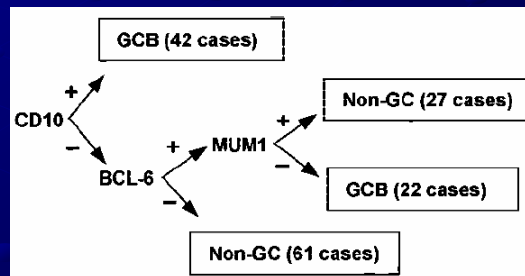 GCB (42 cases)
+
Non-GC (27 cases)
CD10
+
+
MUM1
−
−
BCL-6
−
GCB (22 cases)
Non-GC (61 cases)